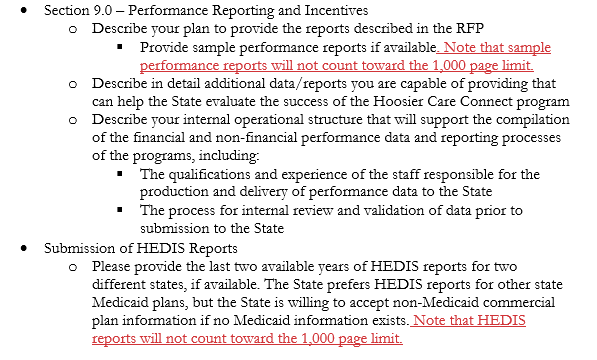 • Section 9.0 – Performance Reporting and Incentives
o Describe your plan to provide the reports described in the RFP
▪ Provide sample performance reports if available. Note that sample
performance reports will not count toward the 1,000 page limit.
o Describe in detail additional data/reports you are capable of providing that
can help the State evaluate the success of the Hoosier Care Connect program
o Describe your internal operational structure that will support the compilation
of the financial and non-financial performance data and reporting processes
of the programs, including:
▪ The qualifications and experience of the staff responsible for the
production and delivery of performance data to the State
▪ The process for internal review and validation of data prior to
submission to the State
• Submission of HEDIS Reports
o Please provide the last two available years of HEDIS reports for two
different states, if available. The State prefers HEDIS reports for other state
Medicaid plans, but the State is willing to accept non-Medicaid commercial
plan information if no Medicaid information exists. Note that HEDIS
reports will not count toward the 1,000 page limit.